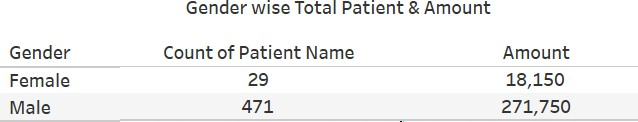 Gender wise Total Patient & Amount
Gender Count of Patient Name Amount
Female 29 18,150
Male 471 271,750